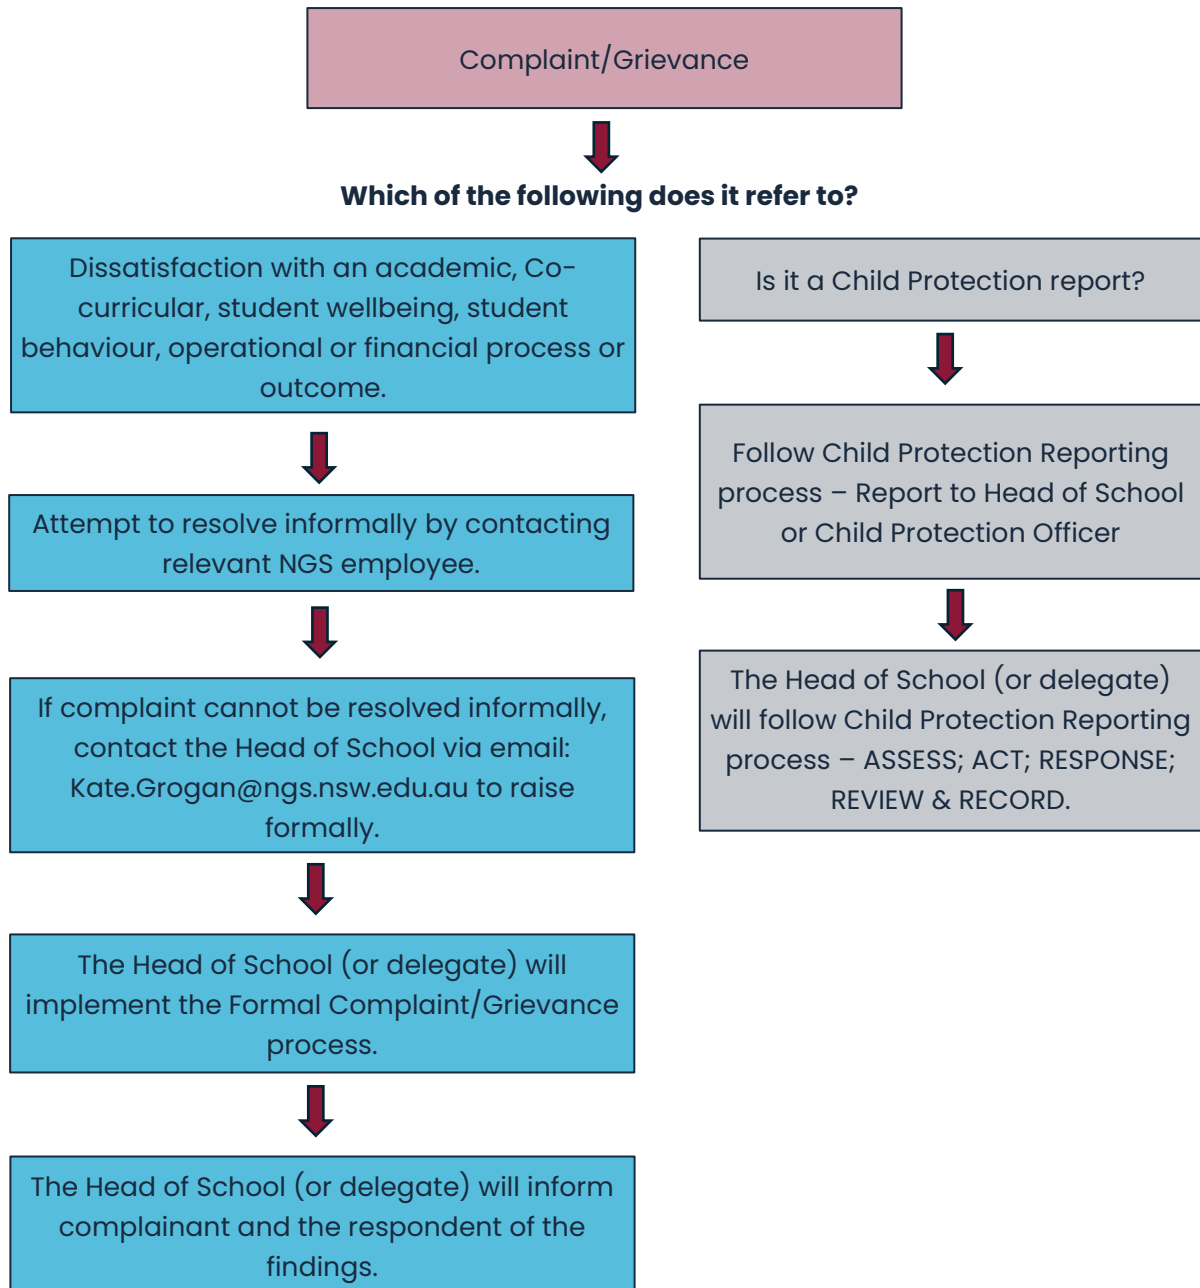 Complaint/Grievance
Which of the following does it refer to?
Dissatisfaction with an academic, Co-
curricular, student wellbeing, student
behaviour, operational or financial process or
outcome.
Attempt to resolve informally by contacting
relevant NGS employee.
If complaint cannot be resolved informally,
contact the Head of School via email:
Kate.Grogan@ngs.nsw.edu.au to raise
formally.
The Head of School (or delegate) will
implement the Formal Complaint/Grievance
process.
The Head of School (or delegate) will inform
complainant and the respondent of the
findings.
Is it a Child Protection report?
Follow Child Protection Reporting
process – Report to Head of School
or Child Protection Officer
The Head of School (or delegate)
will follow Child Protection Reporting
process – ASSESS; ACT; RESPONSE;
REVIEW & RECORD.